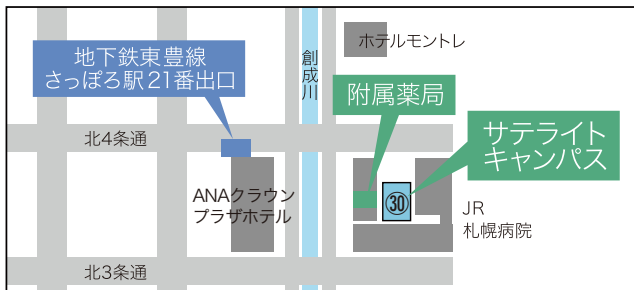 ホテルモントレ
地下鉄東豊線
さっぽろ駅21番出口
創成川
附属薬局
サテライト
キャンパス
北4条通
ANAクラウン
プラザホテル
㉚
JR
札幌病院
北3条通